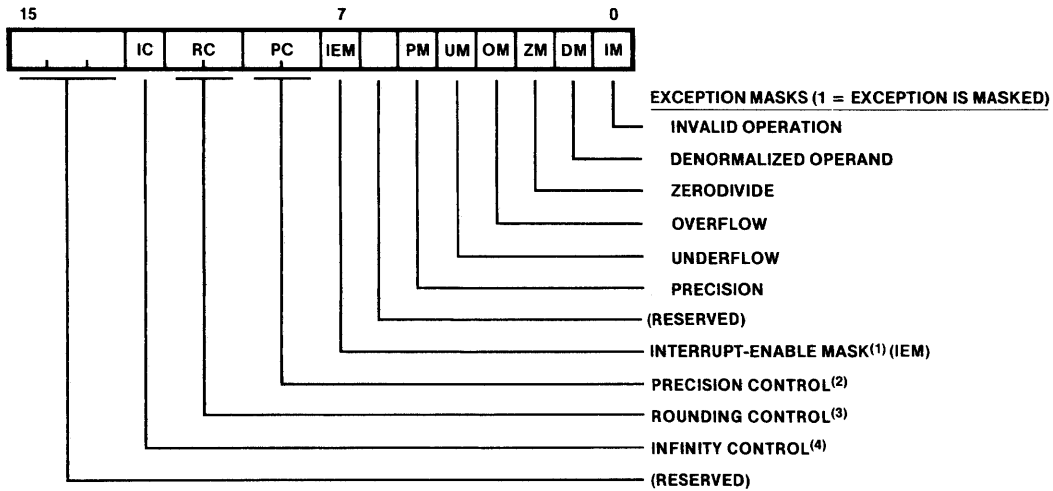 15 7 0
IC RC PC IEM PM UM OM ZM DM IM
EXCEPTION MASKS (1 = EXCEPTION IS MASKED)
INVALID OPERATION
DENORMALIZED OPERAND
ZERODIVIDE
OVERFLOW
UNDERFLOW
PRECISION
(RESERVED)
INTERRUPT-ENABLE MASK(1) (IEM)
PRECISION CONTROL(2)
ROUNDING CONTROL(3)
INFINITY CONTROL(4)
(RESERVED)